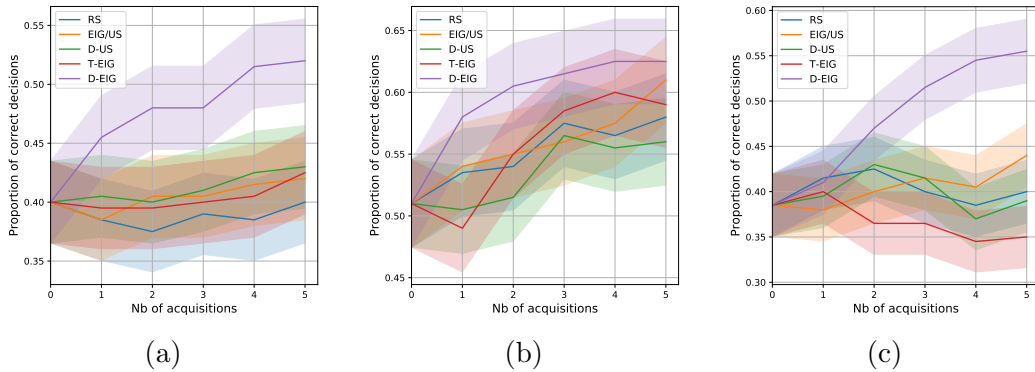 RS
EIG/US
D-US
T-EIG
D-EIG
Proportion of correct decisions
0.55
0.50
0.45
0.40
0.35
0 1 2 3 4 5
Nb of acquisitions
(a)
RS
EIG/US
D-US
T-EIG
D-EIG
Proportion of correct decisions
0.65
0.60
0.55
0.50
0.45
0 1 2 3 4 5
Nb of acquisitions
(b)
RS
EIG/US
D-US
T-EIG
D-EIG
Proportion of correct decisions
0.60
0.55
0.50
0.45
0.40
0.35
0.30
0 1 2 3 4 5
Nb of acquisitions
(c)